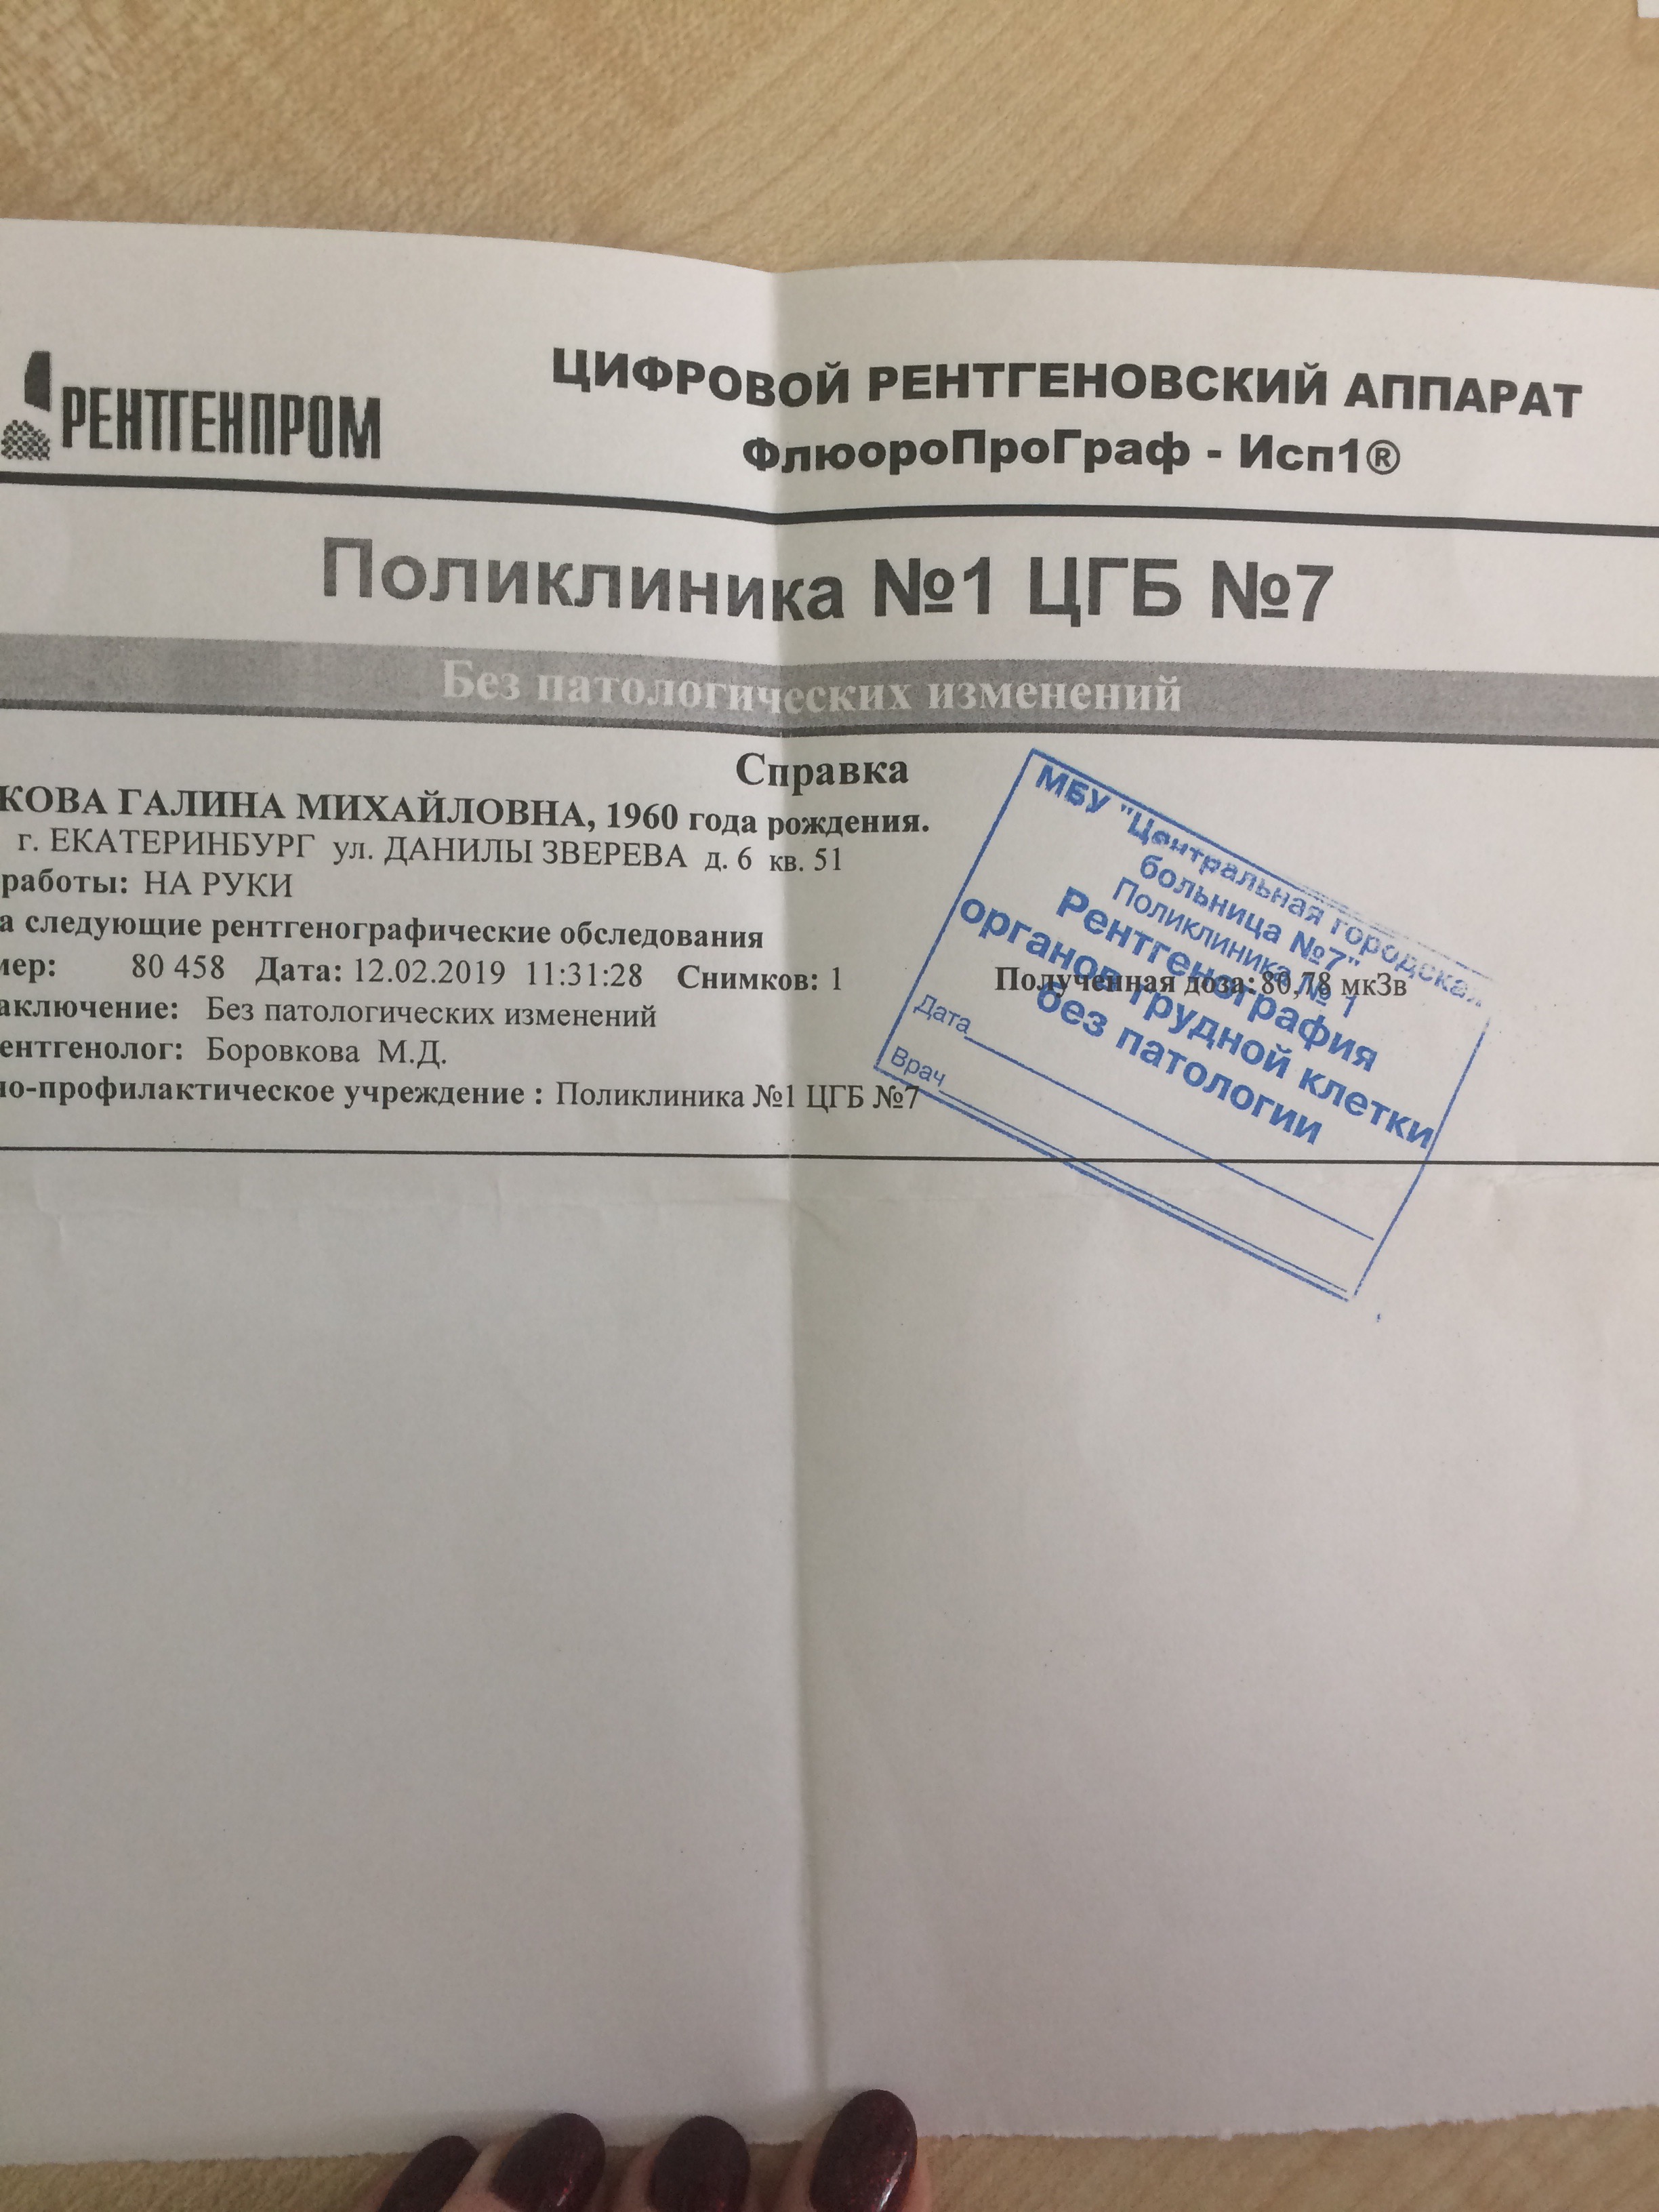 РЕНТГЕНПРОМ
ЦИФРОВОЙ РЕНТГЕНОВСКИЙ АППАРАТ
ФлюороПроГраф - Исп1®
Поликлиника №1 ЦГБ №7
Без патологических изменений
Справка
КОВА ГАЛИНА МИХАЙЛОВНА, 1960 года рождения.
г. ЕКАТЕРИНБУРГ ул. ДАНИЛЫ ЗВЕРЕВА д. 6 кв. 51
работы: НА РУКИ
а следующие рентгенографические обследования
мер: 80 458 Дата: 12.02.2019 11:31:28 Снимков: 1 Полученная доза: 80,78 мкЗв
аключение: Без патологических изменений
ентгенолог: Боровкова М.Д.
но-профилактическое учреждение : Поликлиника №1 ЦГБ №7
МБУ "Центральная городская
больница №7"
Поликлиника № 1
Рентгенография
органов грудной клетки
без патологии
Дата
Врач